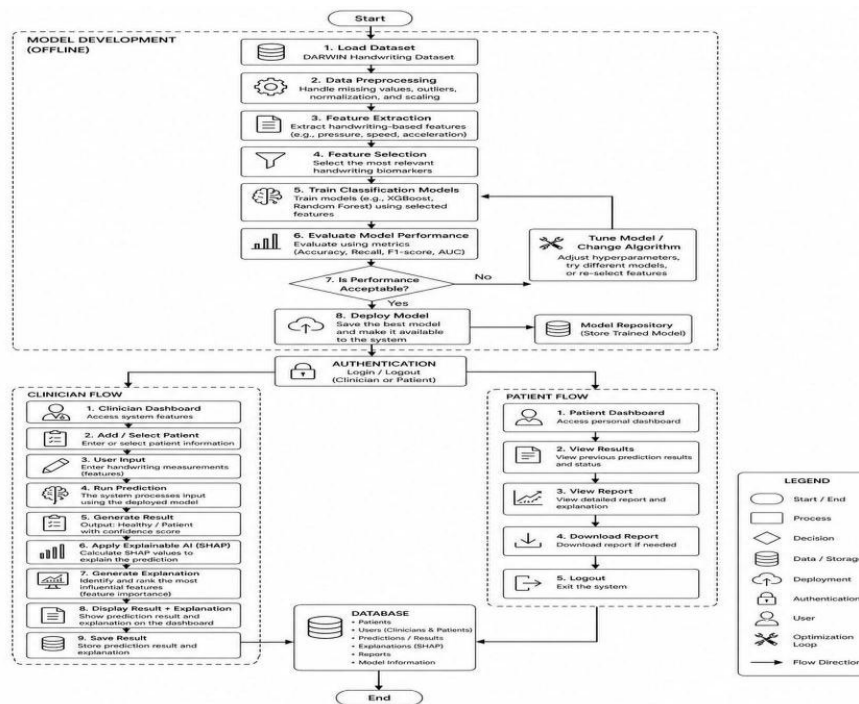 Start
MODEL DEVELOPMENT
(OFFLINE)
1. Load Dataset
DARWIN Handwriting Dataset
2. Data Preprocessing
Handle missing values, outliers,
normalization, and scaling
3. Feature Extraction
Extract handwriting-based features
(e.g., pressure, speed, acceleration)
4. Feature Selection
Select the most relevant
handwriting biomarkers
5. Train Classification Models
Train models (e.g., XGBoost,
Random Forest) using selected
features
6. Evaluate Model Performance
Evaluate using metrics
(Accuracy, Recall, F1-score, AUC)
Tune Model /
Change Algorithm
Adjust hyperparameters,
try different models,
or re-select features
7. Is Performance
Acceptable?
No
Yes
8. Deploy Model
Save the best model
and make it available
to the system
Model Repository
(Store Trained Model)
AUTHENTICATION
Login / Logout
(Clinician or Patient)
CLINICIAN FLOW
1. Clinician Dashboard
Access system features
2. Add / Select Patient
Enter or select patient information
3. User Input
Enter handwriting measurements
(features)
4. Run Prediction
The system processes input
using the deployed model
5. Generate Result
Output: Healthy / Patient
with confidence score
6. Apply Explainable AI (SHAP)
Calculate SHAP values to
explain the prediction
7. Generate Explanation
Identify and rank the most
influential features
(feature importance)
8. Display Result + Explanation
Show prediction result and
explanation on the dashboard
9. Save Result
Store prediction result and
explanation
PATIENT FLOW
1. Patient Dashboard
Access personal dashboard
2. View Results
View previous prediction results
and status
3. View Report
View detailed report and
explanation
4. Download Report
Download report if needed
5. Logout
Exit the system
DATABASE
• Patients
• Users (Clinicians & Patients)
• Predictions / Results
• Explanations (SHAP)
• Reports
• Model Information
End
LEGEND
Start / End
Process
Decision
Data / Storage
Deployment
Authentication
User
Optimization
Loop
Flow Direction